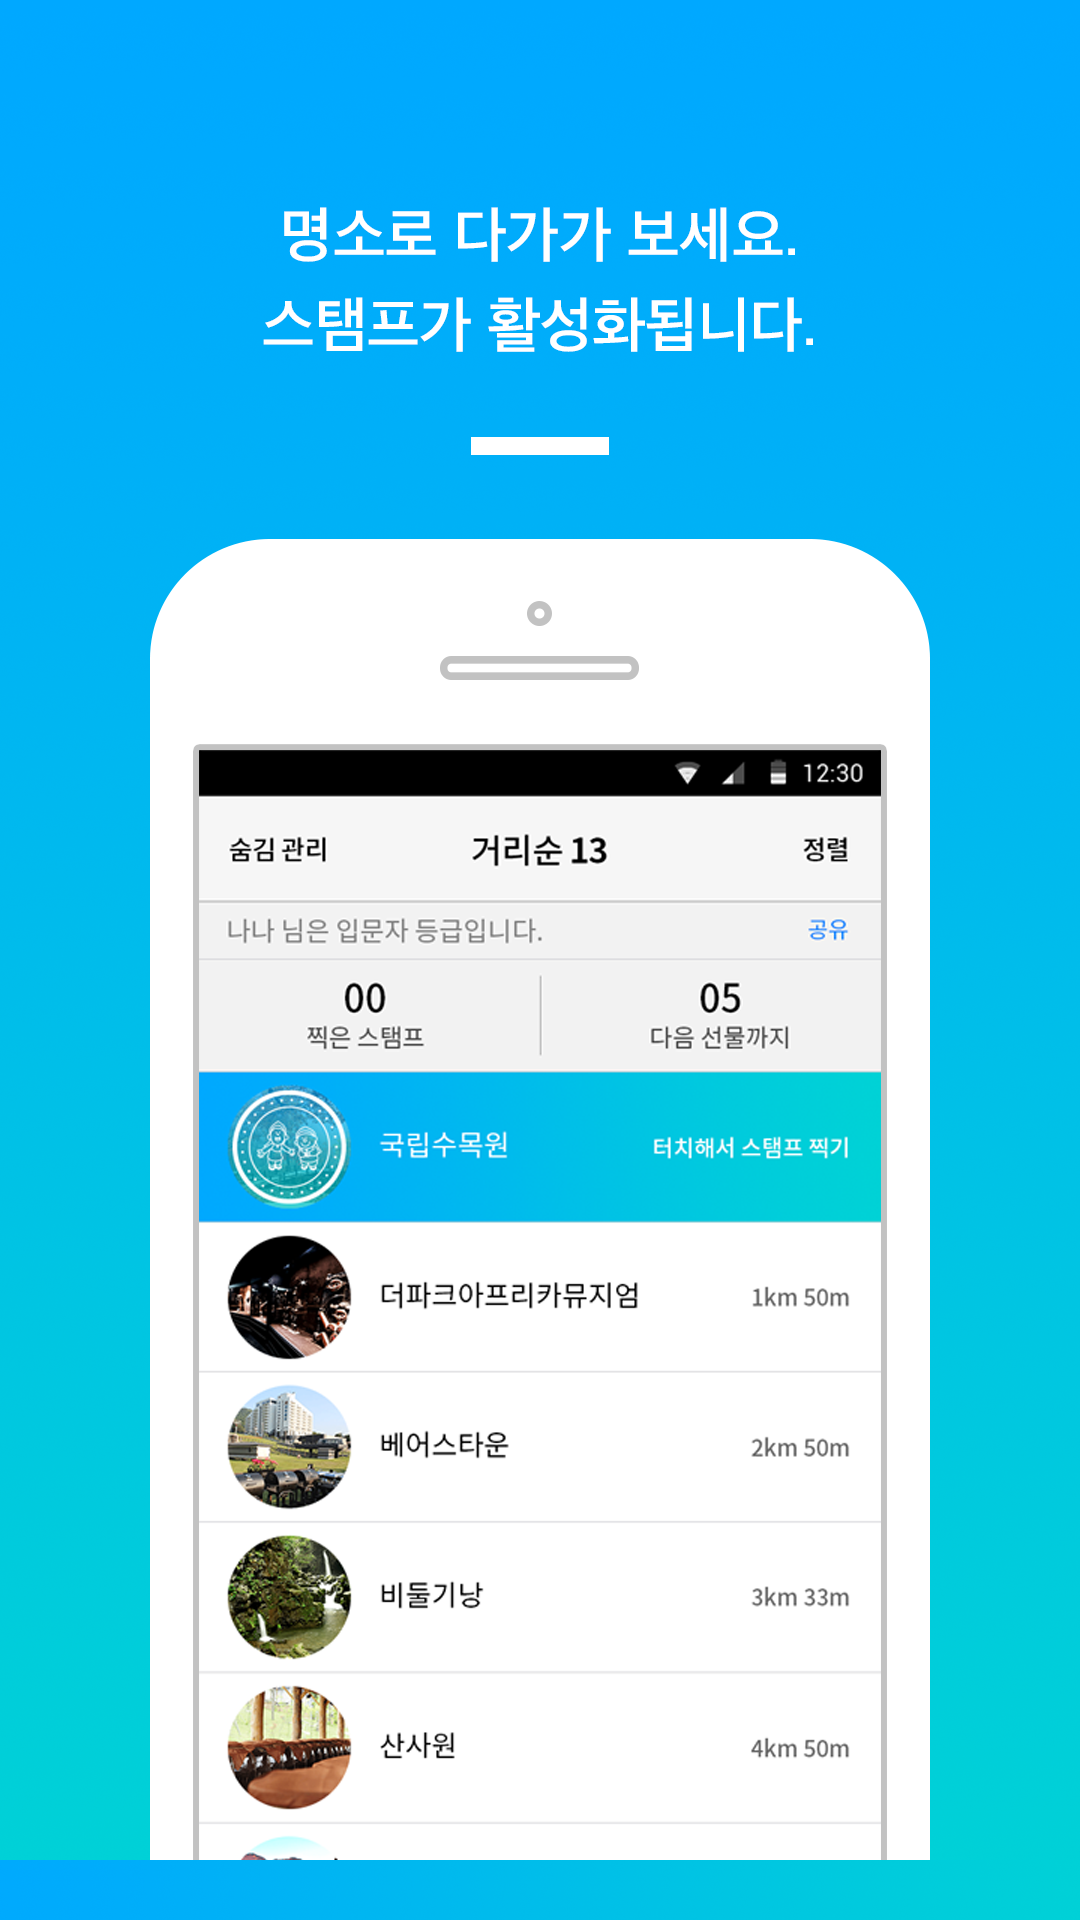 명소로 다가가 보세요.
스탬프가 활성화됩니다.
12:30
숨김 관리 거리순 13 정렬
나나 님은 입문자 등급입니다. 공유
00 05
찍은 스탬프 다음 선물까지
국립수목원 터치해서 스탬프 찍기
더파크아프리카뮤지엄 1km 50m
베어스타운 2km 50m
비둘기낭 3km 33m
산사원 4km 50m